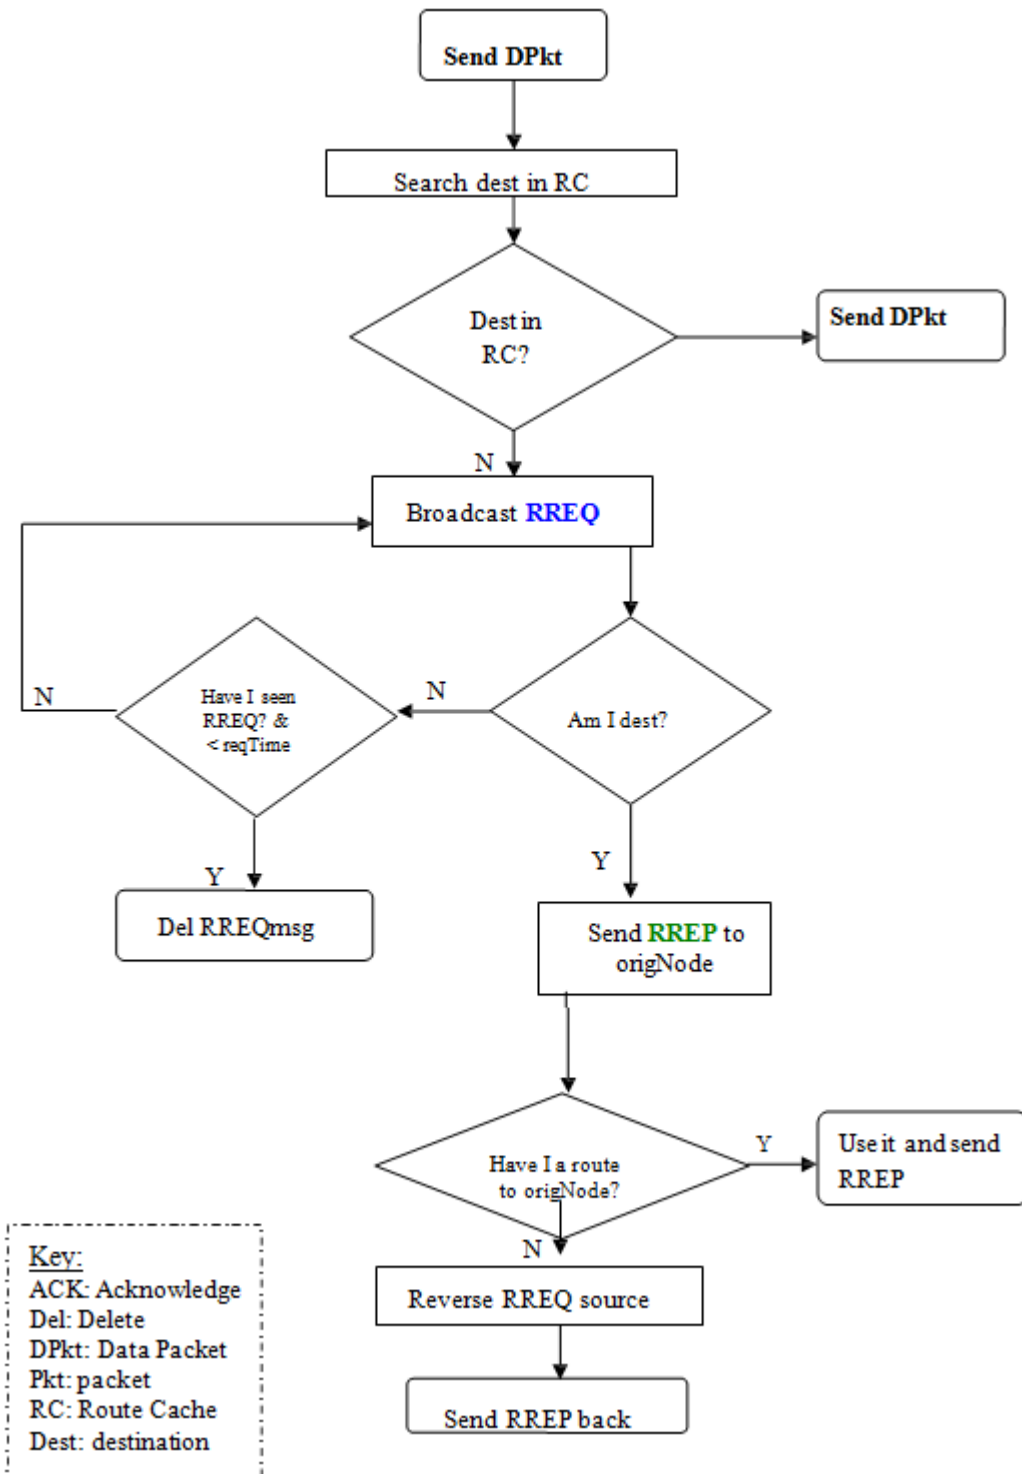 Send DPkt
Search dest in RC
Dest in
RC?
Send DPkt
N
Broadcast RREQ
N
Have I seen
RREQ? &
< reqTime
N
Am I dest?
Y
Del RREQmsg
Y
Send RREP to
origNode
Have I a route
to origNode?
Y
Use it and send
RREP
N
Reverse RREQ source
Send RREP back
Key:
ACK: Acknowledge
Del: Delete
DPkt: Data Packet
Pkt: packet
RC: Route Cache
Dest: destination